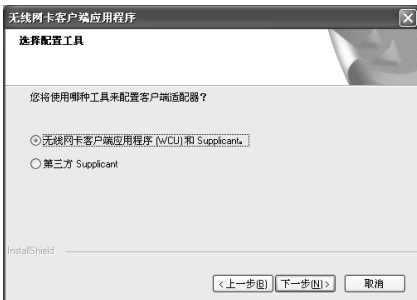 无线网卡客户端应用程序
选择配置工具
您将使用哪种工具来配置客户端适配器？
无线网卡客户端应用程序 (WCU)和 Supplicant。
第三方 Supplicant
InstallShield
<上一步(B) 下一步(N)> 取消